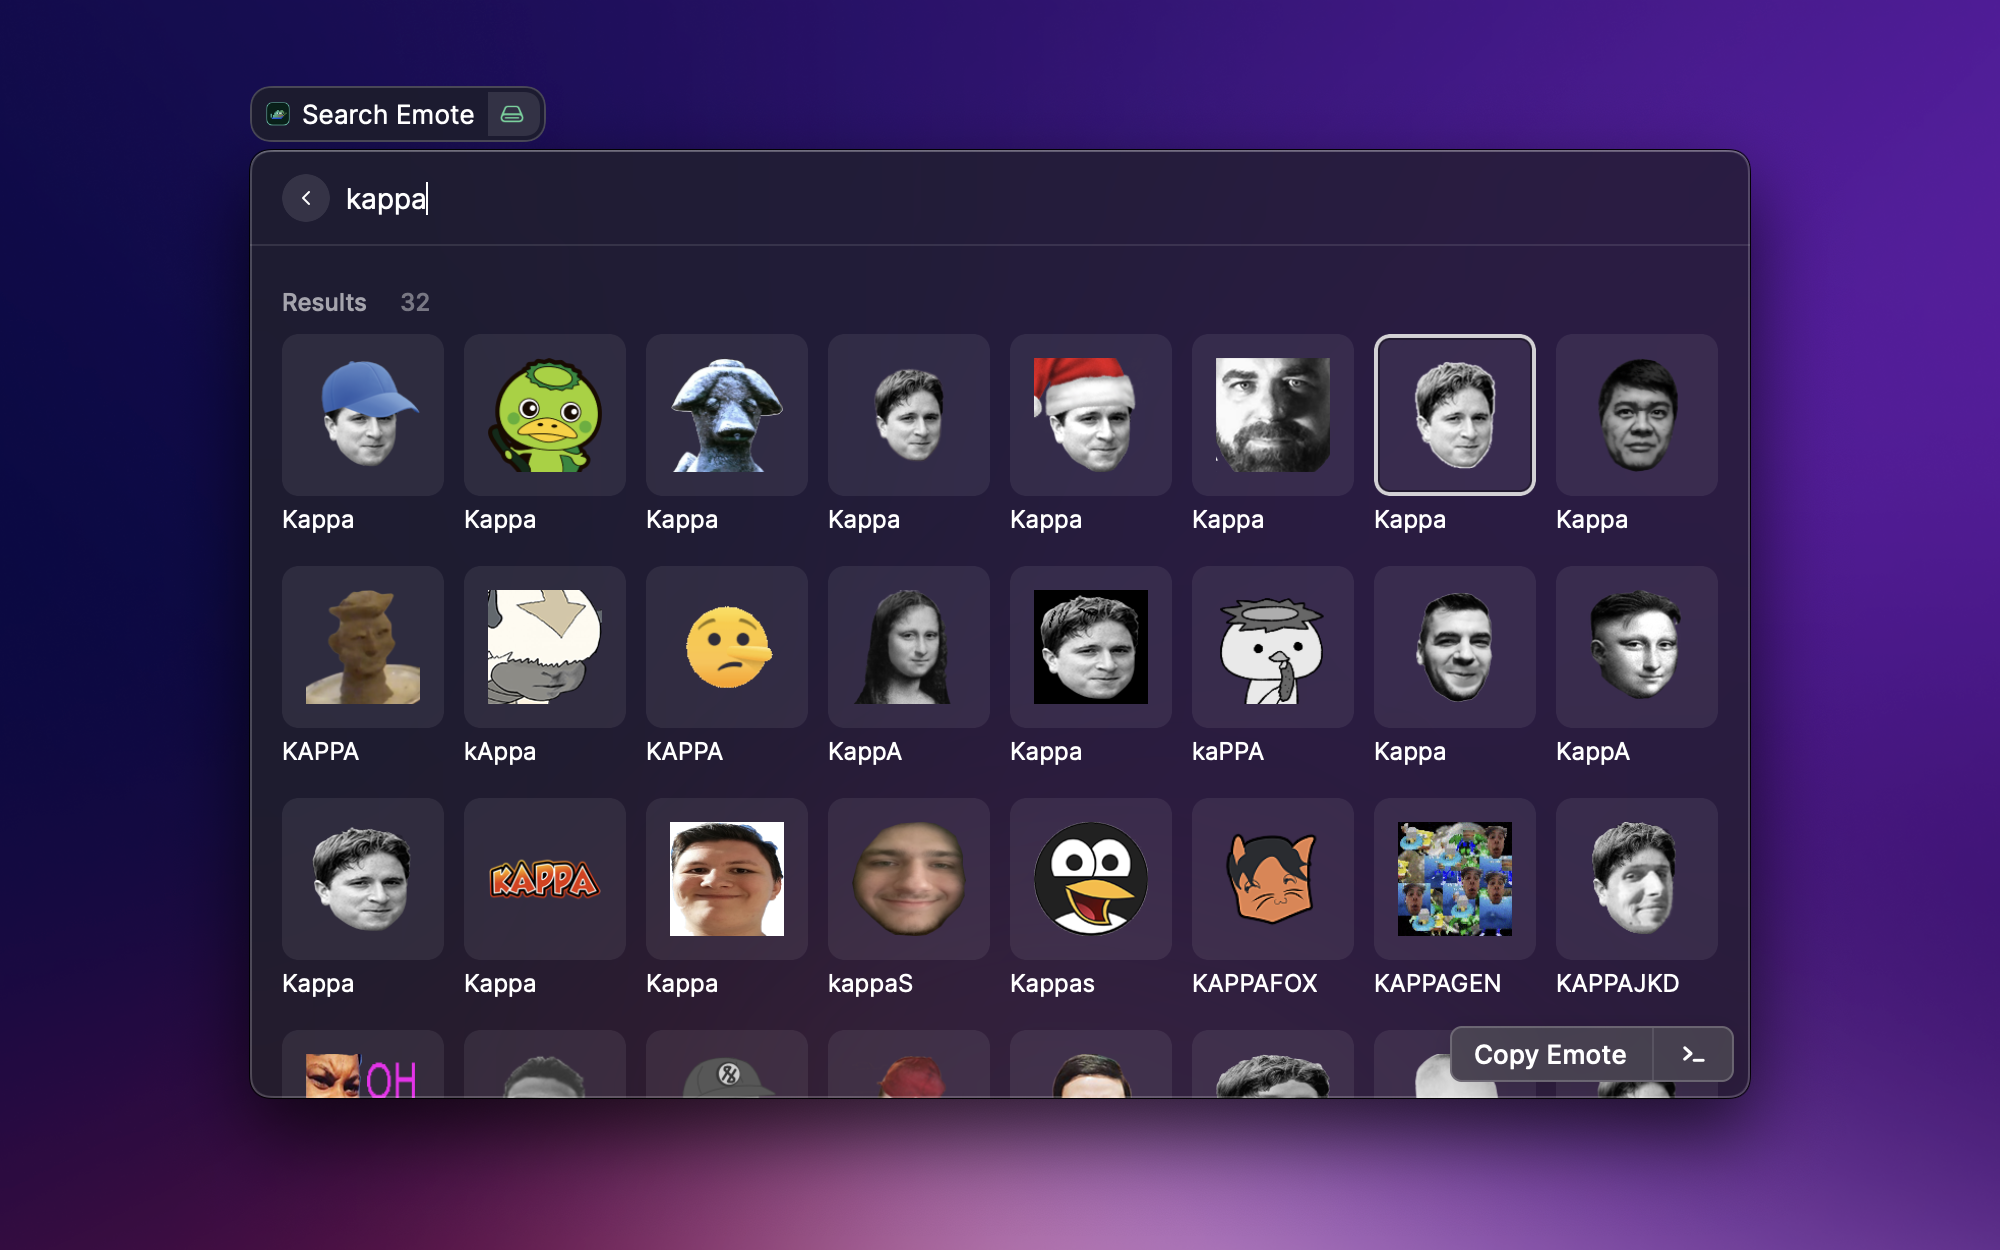 Search Emote
kappa
Results 32
Kappa Kappa Kappa Kappa Kappa Kappa Kappa Kappa
KAPPA kAppa KAPPA KappA Kappa kaPPA Kappa KappA
KAPPA
Kappa Kappa Kappa kappaS Kappas KAPPAFOX KAPPAGEN KAPPAJKD
OH
Copy Emote >_